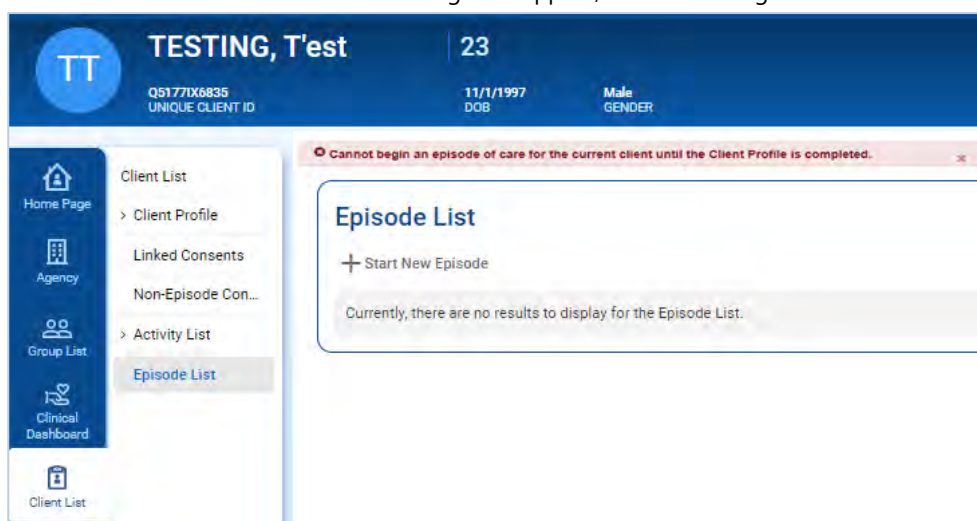 TT
TESTING, T'est
23
Q5177IX6835
UNIQUE CLIENT ID
11/1/1997
DOB
Male
GENDER
Home Page
Agency
Group List
Clinical
Dashboard
Client List
Client List
> Client Profile
Linked Consents
Non-Episode Con...
> Activity List
Episode List
Cannot begin an episode of care for the current client until the Client Profile is completed.
Episode List
+ Start New Episode
Currently, there are no results to display for the Episode List.